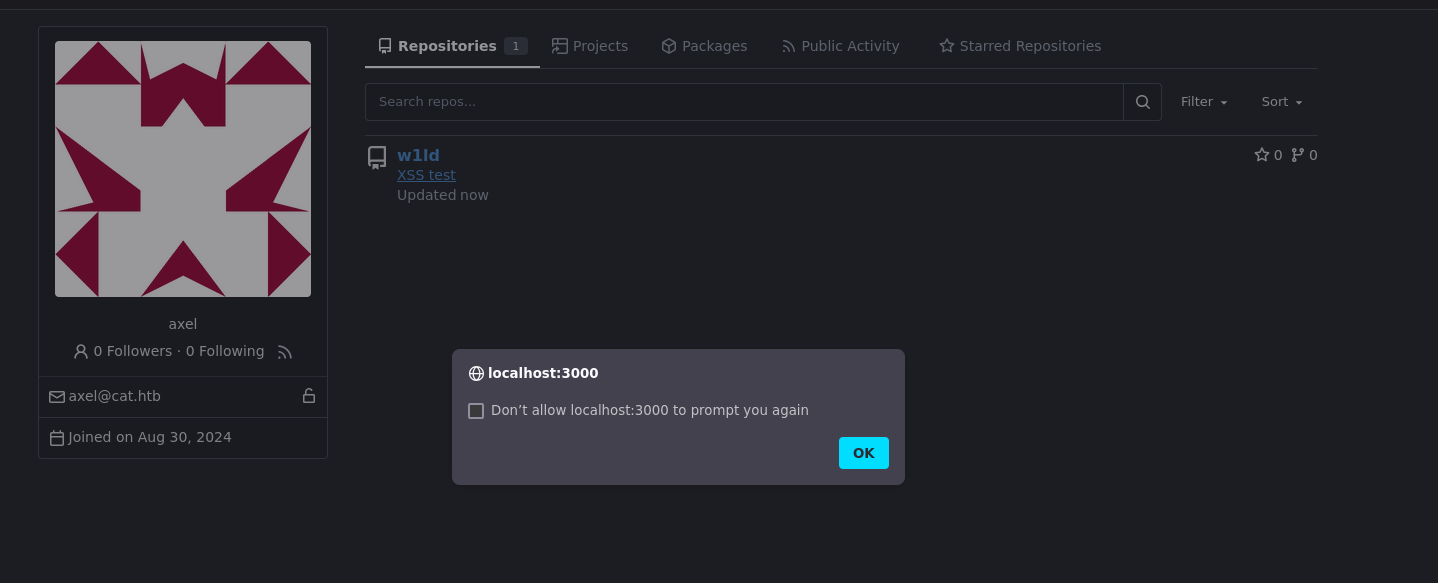 axel
0 Followers · 0 Following
axel@cat.htb
Joined on Aug 30, 2024
Repositories 1 Projects Packages Public Activity Starred Repositories
Search repos... Filter Sort
w1ld 0 0
XSS test
Updated now
localhost:3000
Don’t allow localhost:3000 to prompt you again
OK